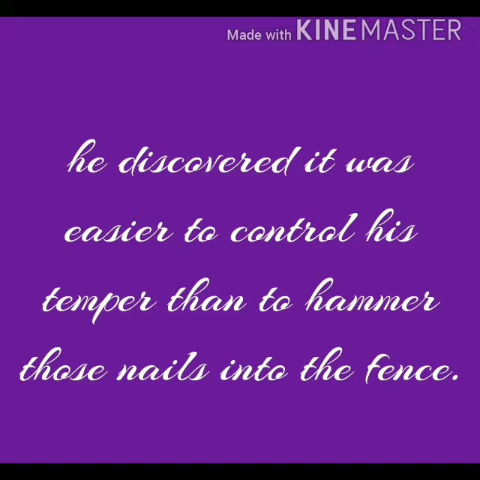 Made with KINEMASTER
he discovered it was
easier to control his
temper than to hammer
those nails into the fence.